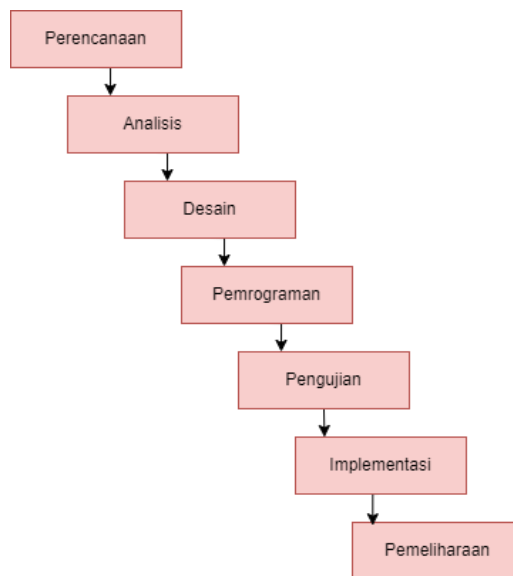 Perencanaan
Analisis
Desain
Pemrograman
Pengujian
Implementasi
Pemeliharaan